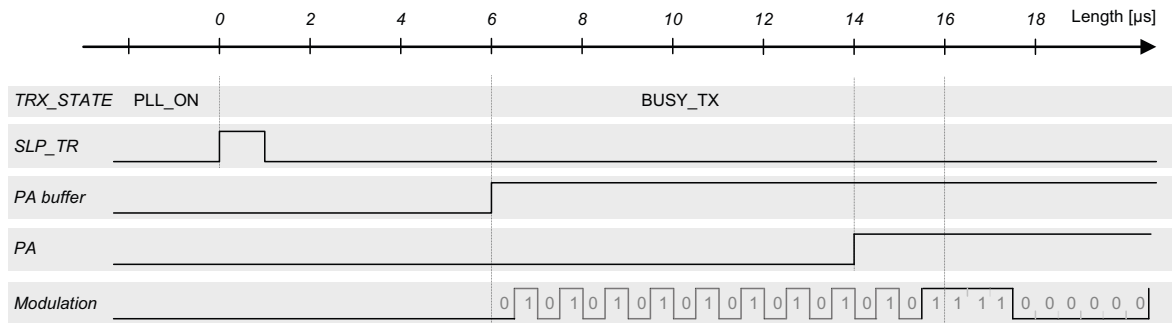 0 2 4 6 8 10 12 14 16 18 Length [µs]
TRX_STATE PLL_ON BUSY_TX
SLP_TR
PA buffer
PA
Modulation 0 1 0 1 0 1 0 1 0 1 0 1 0 1 0 1 0 1 0 1 1 1 1 0 0 0 0 0 0